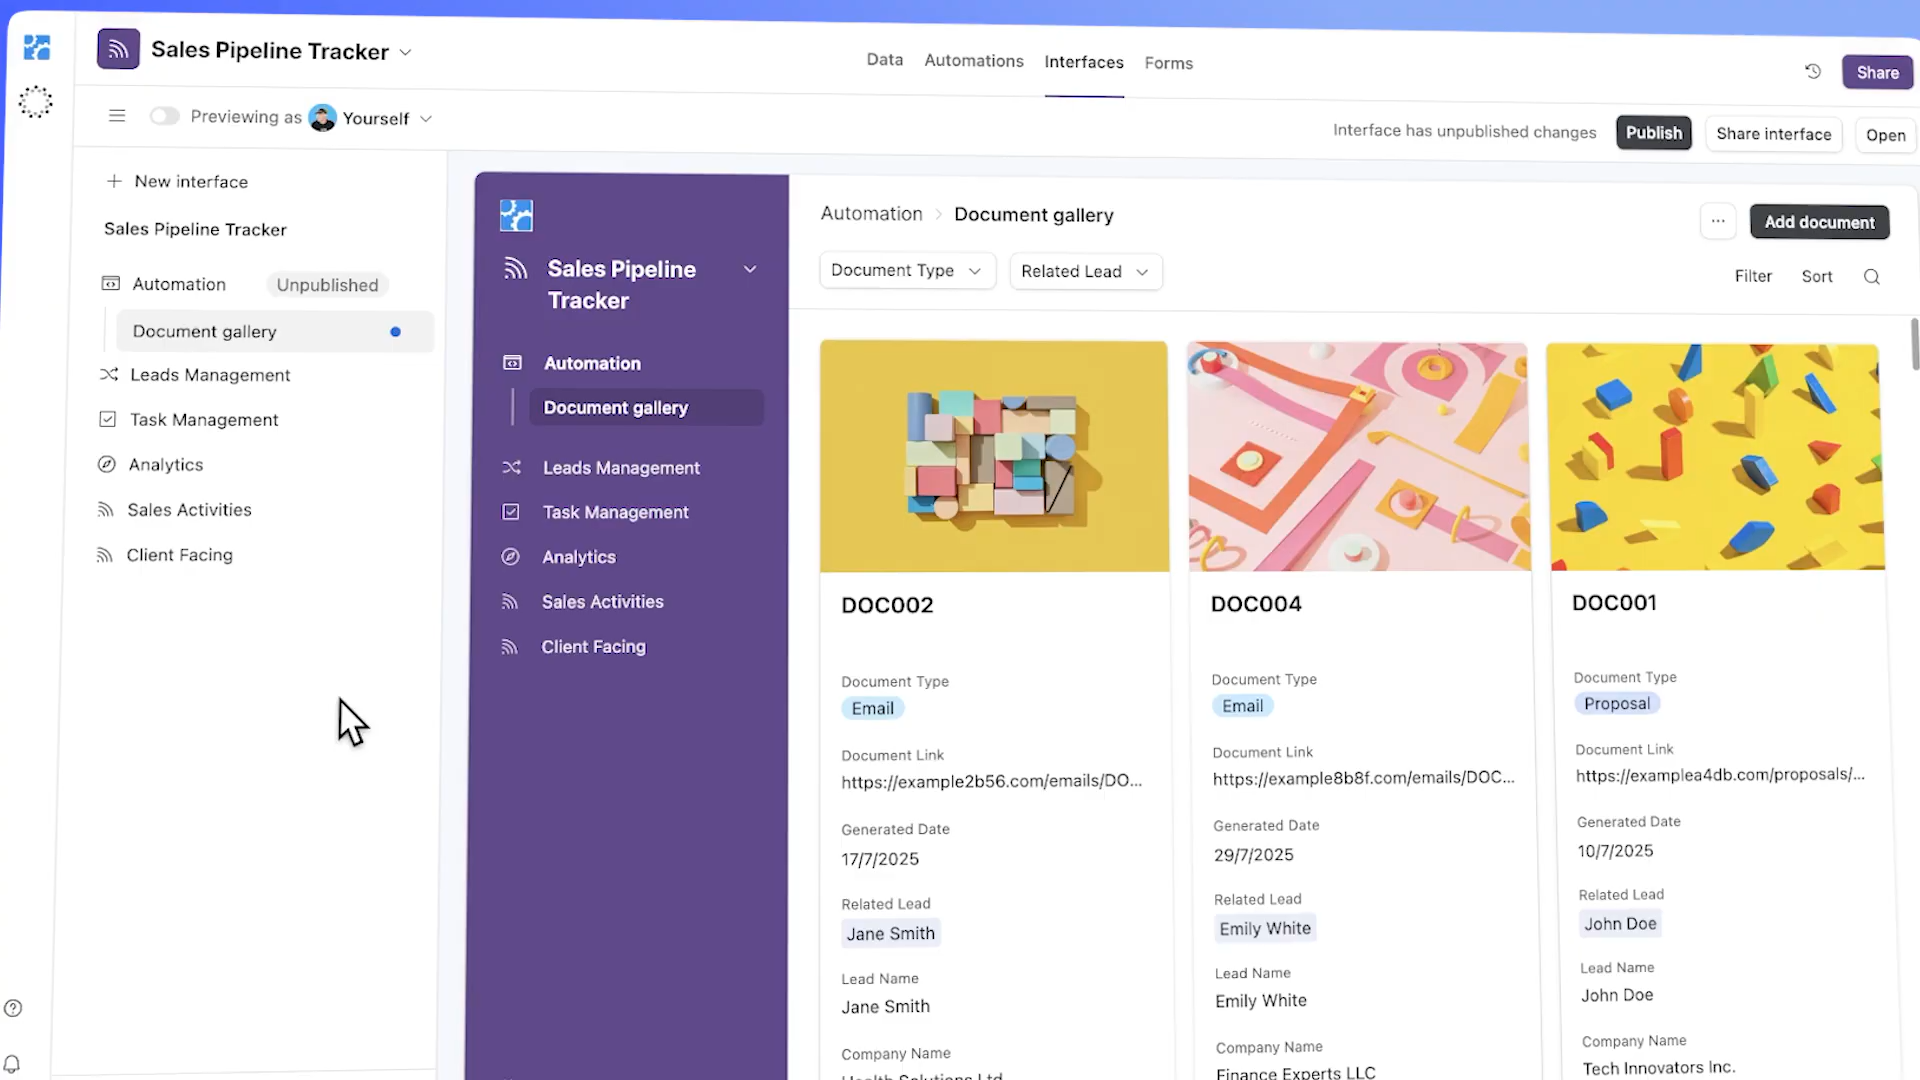 Sales Pipeline Tracker
Data
Automations
Interfaces
Forms
Share
Previewing as
Yourself
Interface has unpublished changes
Publish
Share interface
Open
New interface
Sales Pipeline Tracker
Automation
Unpublished
Document gallery
Leads Management
Task Management
Analytics
Sales Activities
Client Facing
Sales Pipeline
Tracker
Automation
Document gallery
Leads Management
Task Management
Analytics
Sales Activities
Client Facing
Automation
Document gallery
Add document
Document Type
Related Lead
Filter
Sort
DOC002
Document Type
Email
Document Link
https://example2b56.com/emails/DO...
Generated Date
17/7/2025
Related Lead
Jane Smith
Lead Name
Jane Smith
Company Name
Health Solutions Ltd
DOC004
Document Type
Email
Document Link
https://example8b8f.com/emails/DOC...
Generated Date
29/7/2025
Related Lead
Emily White
Lead Name
Emily White
Company Name
Finance Experts LLC
DOC001
Document Type
Proposal
Document Link
https://examplea4db.com/proposals/...
Generated Date
10/7/2025
Related Lead
John Doe
Lead Name
John Doe
Company Name
Tech Innovators Inc.